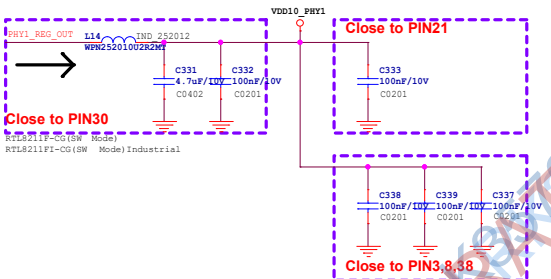 VDD10_PHY1
PHY1_REG_OUT
L14 IND_252012
WPN252010U2R2MT
Close to PIN21
C331
4.7uF/10V
C0402
C332
100nF/10V
C0201
C333
100nF/10V
C0201
Close to PIN30
RTL8211F-CG(SW Mode)
RTL8211FI-CG(SW Mode)Industrial
C338
100nF/10V
C0201
C339
100nF/10V
C0201
C337
100nF/10V
C0201
Close to PIN3,8,38